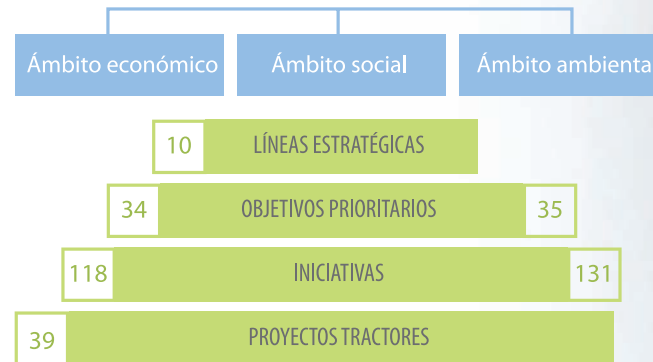 Ámbito económico Ámbito social Ámbito ambienta
10 LÍNEAS ESTRATÉGICAS
34 OBJETIVOS PRIORITARIOS 35
118 INICIATIVAS 131
39 PROYECTOS TRACTORES